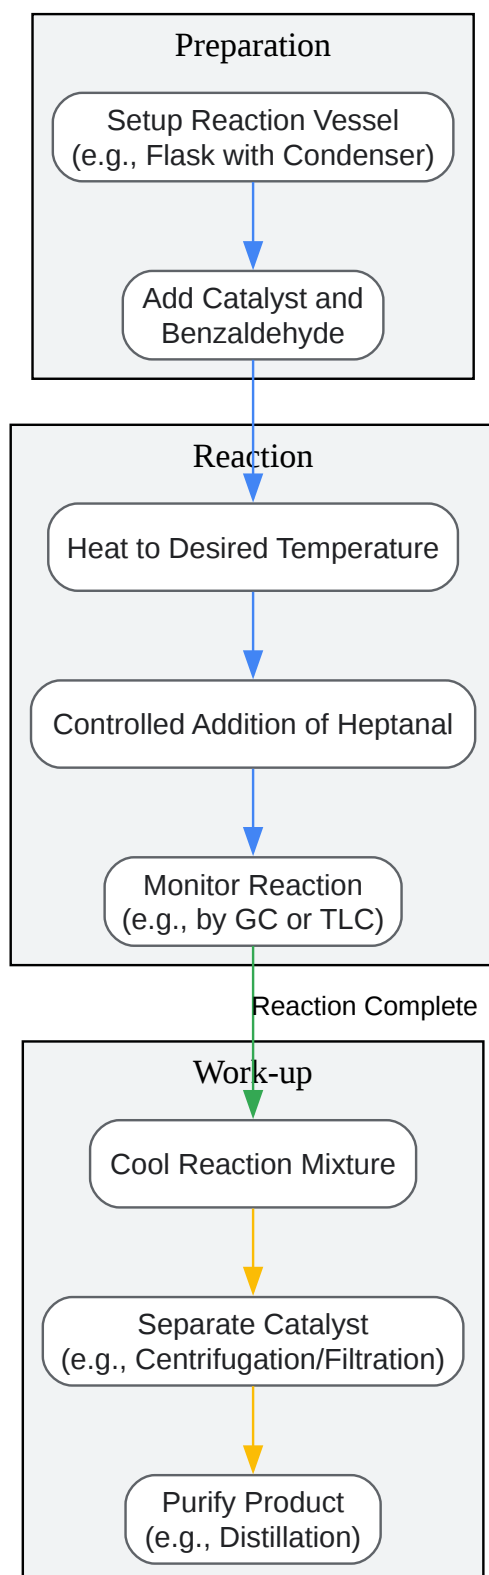 Preparation
Setup Reaction Vessel
(e.g., Flask with Condenser)
Add Catalyst and
Benzaldehyde
Reaction
Heat to Desired Temperature
Controlled Addition of Heptanal
Monitor Reaction
(e.g., by GC or TLC)
Reaction Complete
Work-up
Cool Reaction Mixture
Separate Catalyst
(e.g., Centrifugation/Filtration)
Purify Product
(e.g., Distillation)